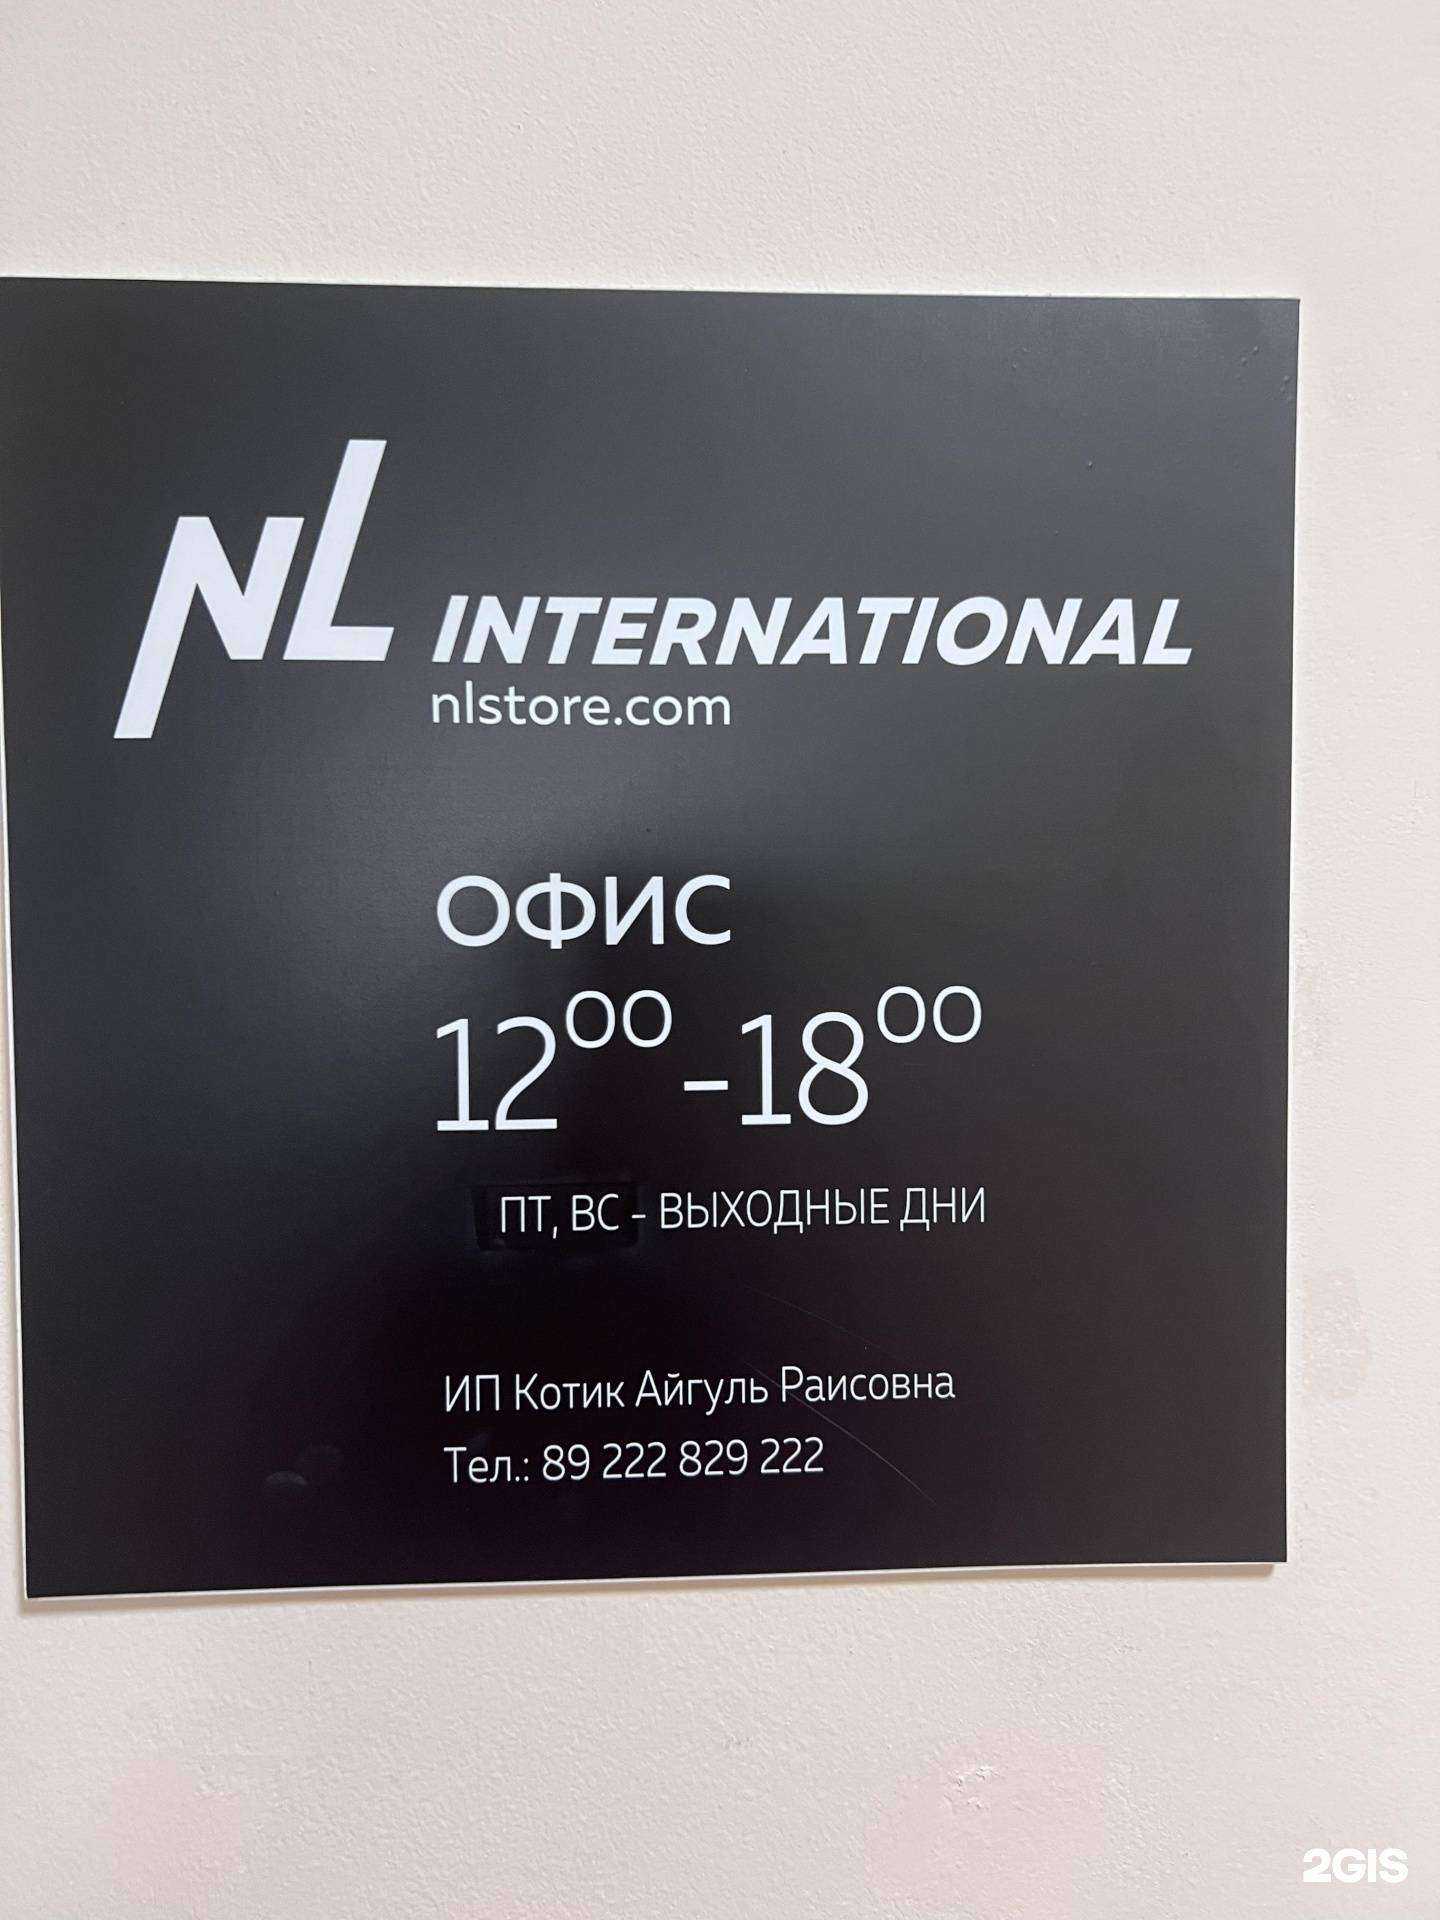 NL INTERNATIONAL
nlstore.com
ОФИС
12⁰⁰-18⁰⁰
ПТ, ВС - ВЫХОДНЫЕ ДНИ
ИП Котик Айгуль Раисовна
Тел.: 89 222 829 222
2GIS